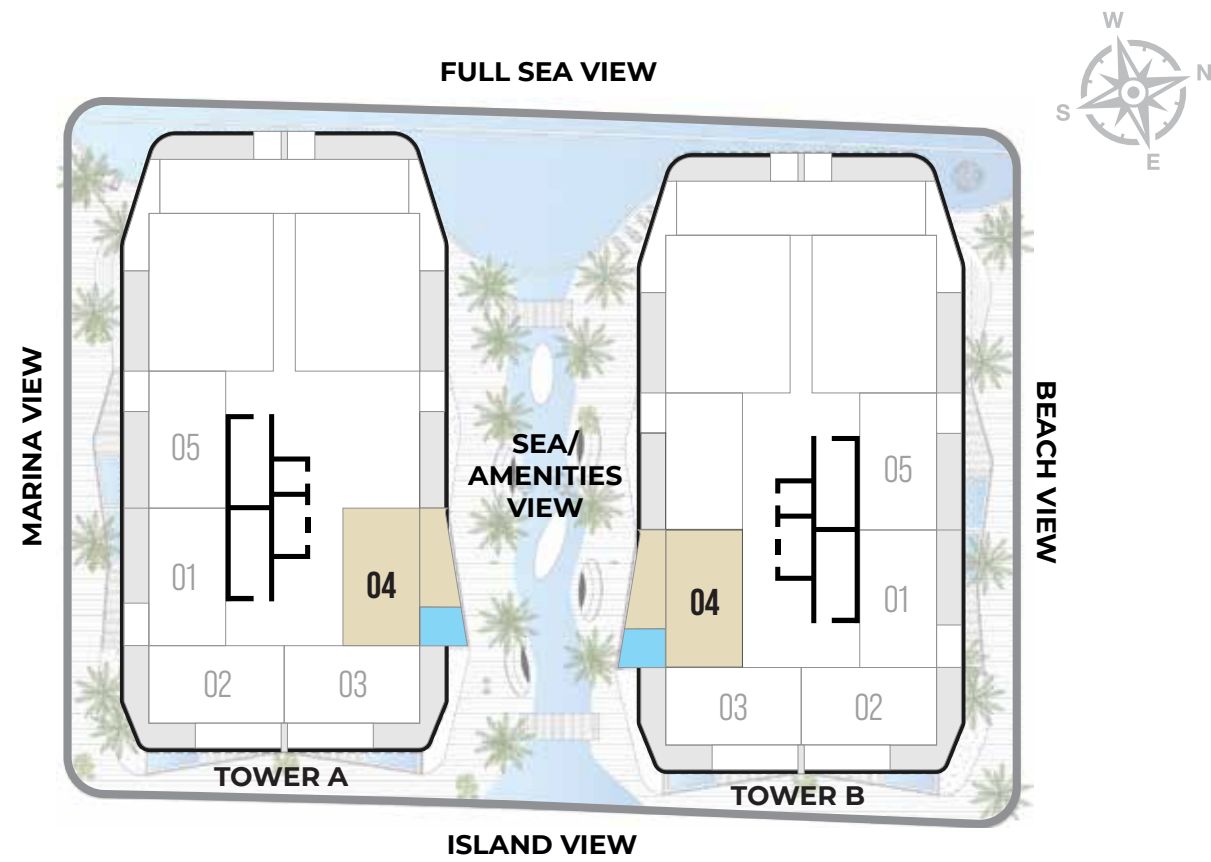 W
N
S
E
FULL SEA VIEW
MARINA VIEW
SEA/
AMENITIES
VIEW
BEACH VIEW
05
01
04
02
03
05
04
01
03
02
TOWER A
TOWER B
ISLAND VIEW